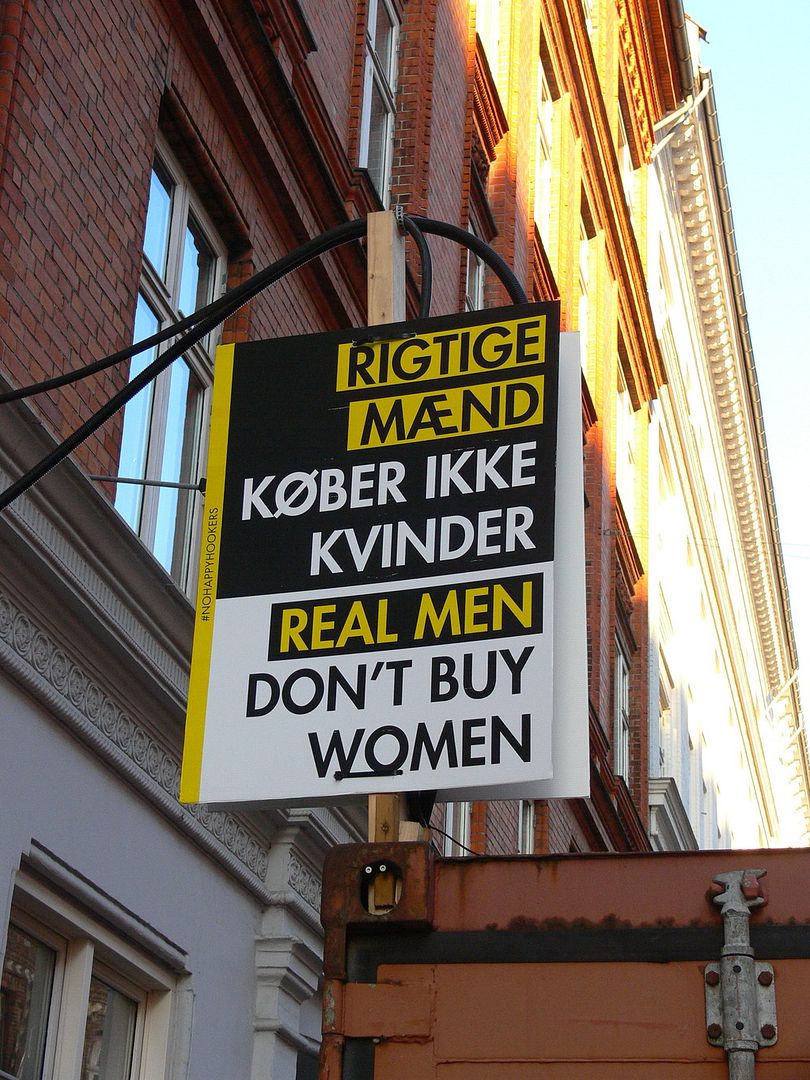 RIGTIGE
MÆND
KØBER IKKE
KVINDER
REAL MEN
DON'T BUY
WOMEN
#NOHAPPYHOOKERS